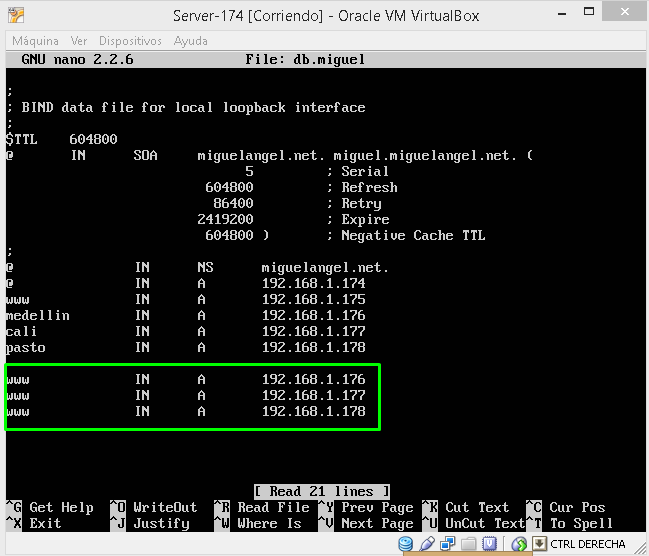 Server-174 [Corriendo] - Oracle VM VirtualBox
Máquina Ver Dispositivos Ayuda
GNU nano 2.2.6 File: db.miguel
;
; BIND data file for local loopback interface
;
$TTL 604800
@ IN SOA miguelangel.net. miguel.miguelangel.net. (
5 ; Serial
604800 ; Refresh
86400 ; Retry
2419200 ; Expire
604800 ) ; Negative Cache TTL
;
@ IN NS miguelangel.net.
@ IN A 192.168.1.174
www IN A 192.168.1.175
medellin IN A 192.168.1.176
cali IN A 192.168.1.177
pasto IN A 192.168.1.178
www IN A 192.168.1.176
www IN A 192.168.1.177
www IN A 192.168.1.178
[ Read 21 lines ]
^G Get Help ^O WriteOut ^R Read File ^Y Prev Page ^K Cut Text ^C Cur Pos
^X Exit ^J Justify ^W Where Is ^V Next Page ^U UnCut Text ^T To Spell
CTRL DERECHA